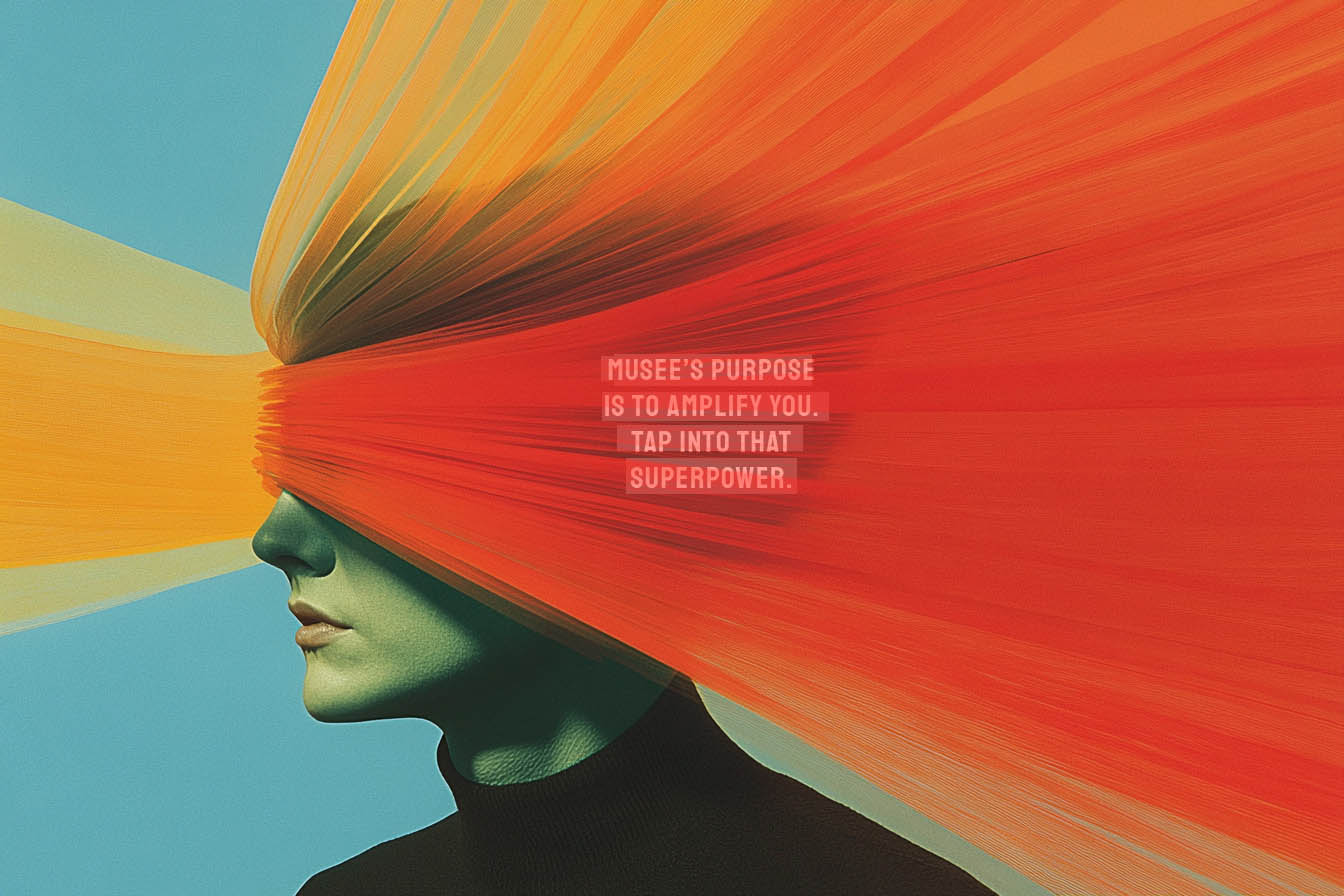 MUSEE'S PURPOSE
IS TO AMPLIFY YOU.
TAP INTO THAT
SUPERPOWER.